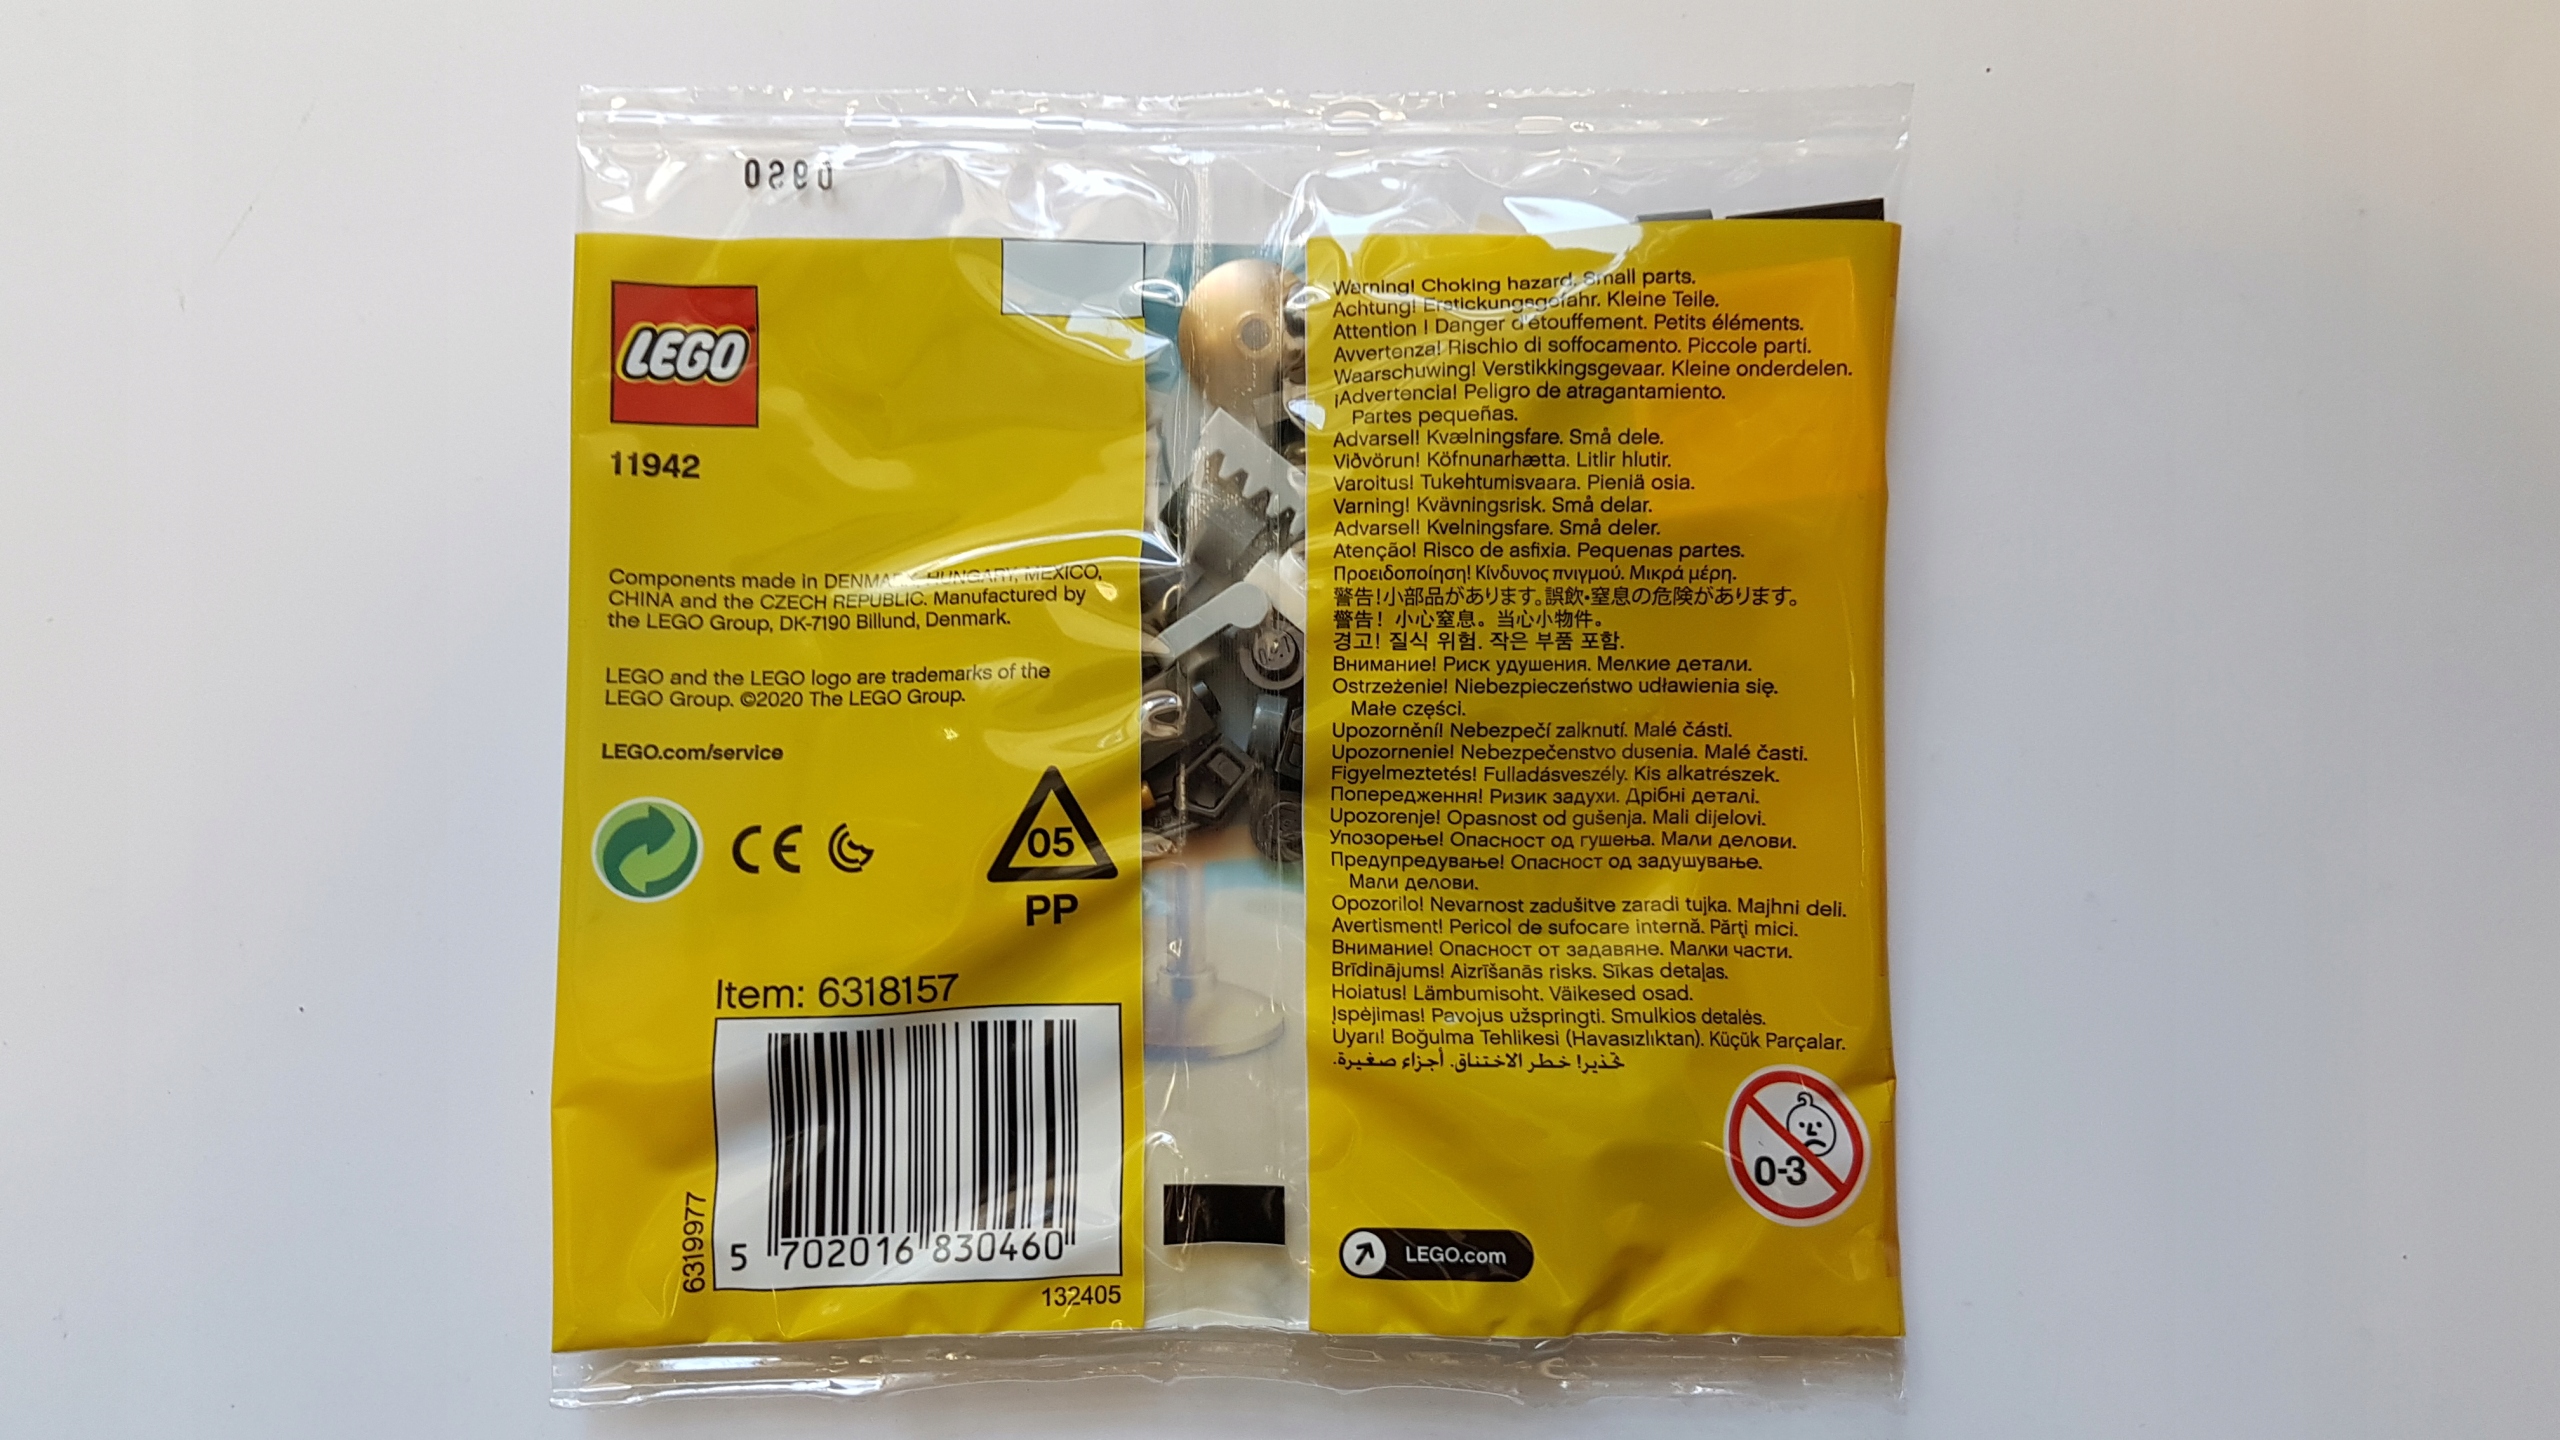 LEGO
11942
Components made in DENMARK, HUNGARY, MEXICO,
CHINA and the CZECH REPUBLIC. Manufactured by
the LEGO Group, DK-7190 Billund, Denmark.
LEGO and the LEGO logo are trademarks of the
LEGO Group. ©2020 The LEGO Group.
LEGO.com/service
CE
05
PP
Item: 6318157
5 702016 830460
6319977
132405
Warning! Choking hazard. Small parts.
Achtung! Erstickungsgefahr. Kleine Teile.
Attention ! Danger d'étouffement. Petits éléments.
Avvertenza! Rischio di soffocamento. Piccole parti.
Waarschuwing! Verstikkingsgevaar. Kleine onderdelen.
¡Advertencia! Peligro de atragantamiento.
Partes pequeñas.
Advarsel! Kvælningsfare. Små dele.
Viðvörun! Köfnunarhætta. Litlir hlutir.
Varoitus! Tukehtumisvaara. Pieniä osia.
Varning! Kvävningsrisk. Små delar.
Advarsel! Kvelningsfare. Små deler.
Atenção! Risco de asfixia. Pequenas partes.
Προειδοποίηση! Κίνδυνος πνιγμού. Μικρά μέρη.
警告!小部品があります。誤飲・窒息の危険があります。
警告！小心窒息。当心小物件。
경고! 질식 위험. 작은 부품 포함.
Внимание! Риск удушения. Мелкие детали.
Ostrzeżenie! Niebezpieczeństwo udławienia się.
Małe części.
Upozornění! Nebezpečí zalknutí. Malé části.
Upozornenie! Nebezpečenstvo dusenia. Malé časti.
Figyelmeztetés! Fulladásveszély. Kis alkatrészek.
Попередження! Ризик задухи. Дрібні деталі.
Upozorenje! Opasnost od gušenja. Mali dijelovi.
Упозорење! Опасност од гушења. Мали делови.
Предупредување! Опасност од задушување.
Мали делови.
Opozorilo! Nevarnost zadušitve zaradi tujka. Majhni deli.
Avertisment! Pericol de sufocare internă. Părţi mici.
Внимание! Опасност от задавяне. Малки части.
Brīdinājums! Aizrīšanās risks. Sīkas detaļas.
Hoiatus! Lämbumisoht. Väikesed osad.
Įspėjimas! Pavojus užspringti. Smulkios detalės.
Uyarı! Boğulma Tehlikesi (Havasızlıktan). Küçük Parçalar.
تحذير! خطر الاختناق. أجزاء صغيرة.
0-3
LEGO.com